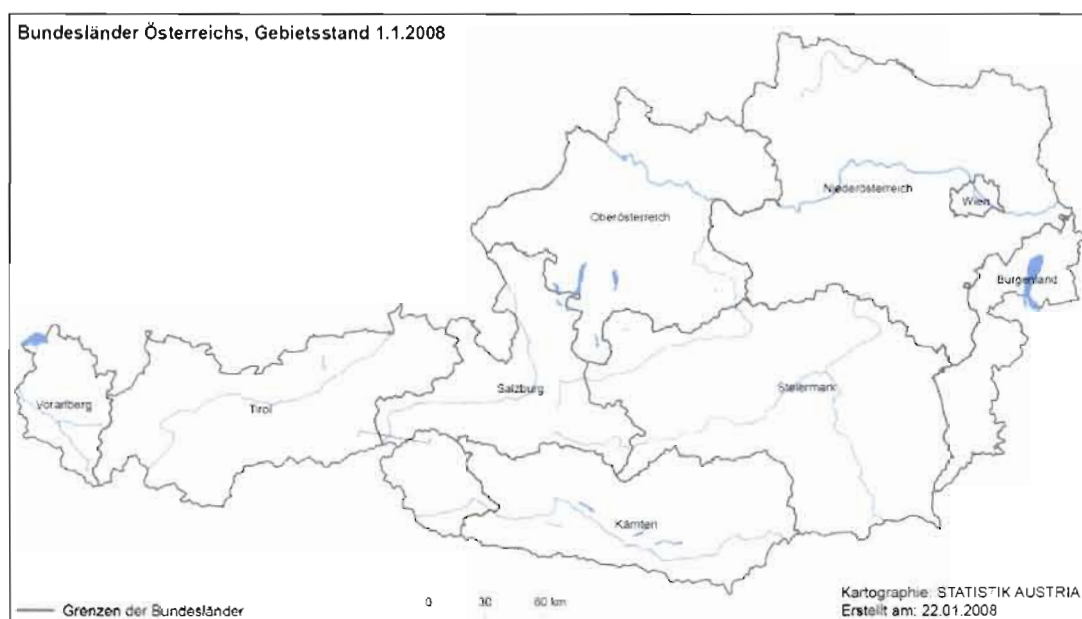 Bundesländer Österreichs, Gebietsstand 1.1.2008
Niederösterreich
Wien
Oberösterreich
Burgenland
Salzburg
Steiermark
Vorarlberg
Tirol
Kärnten
0 30 60 km
Grenzen der Bundesländer
Kartographie: STATISTIK AUSTRIA
Erstellt am: 22.01.2008